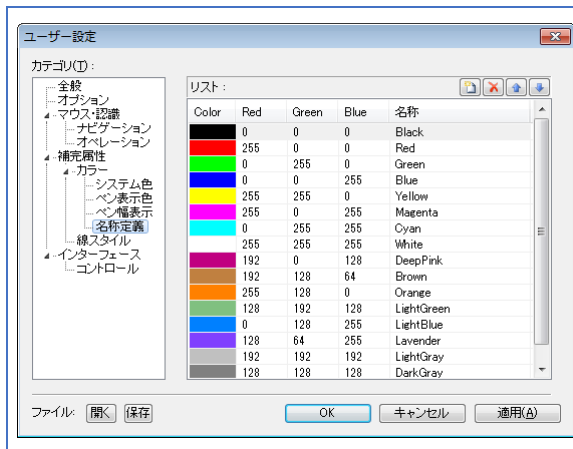 ユーザー設定
カテゴリ(T):
全般
オプション
マウス・認識
ナビゲーション
オペレーション
補完属性
カラー
システム色
ペン表示色
ペン幅表示
名称定義
線スタイル
インターフェース
コントロール
リスト:
Color Red Green Blue 名称
0 0 0 Black
255 0 0 Red
0 255 0 Green
0 0 255 Blue
255 255 0 Yellow
255 0 255 Magenta
0 255 255 Cyan
255 255 255 White
192 0 128 DeepPink
192 128 64 Brown
255 128 0 Orange
128 192 128 LightGreen
0 128 255 LightBlue
128 64 255 Lavender
192 192 192 LightGray
128 128 128 DarkGray
ファイル: 開く 保存 OK キャンセル 適用(A)